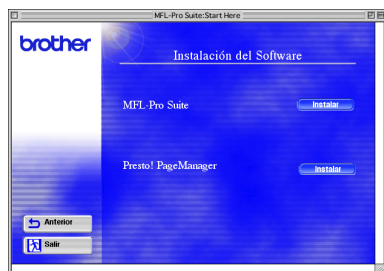 MFL-Pro Suite:Start Here
brother
Instalación del Software
MFL-Pro Suite
Instalar
Presto! PageManager
Instalar
Anterior
Salir